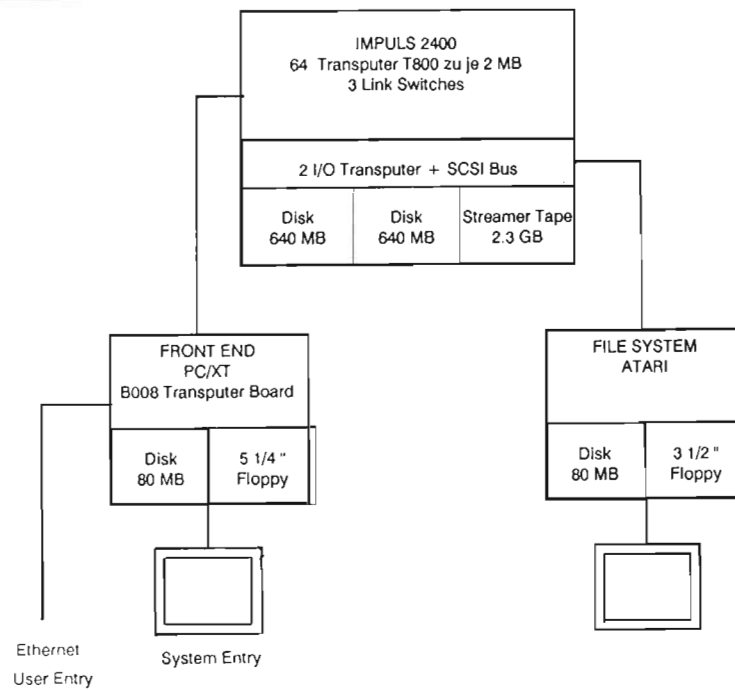 IMPULS 2400
64 Transputer T800 zu je 2 MB
3 Link Switches
2 I/O Transputer + SCSI Bus
Disk
640 MB
Disk
640 MB
Streamer Tape
2.3 GB
FRONT END
PC/XT
B008 Transputer Board
Disk
80 MB
5 1/4 "
Floppy
FILE SYSTEM
ATARI
Disk
80 MB
3 1/2 "
Floppy
Ethernet
User Entry
System Entry